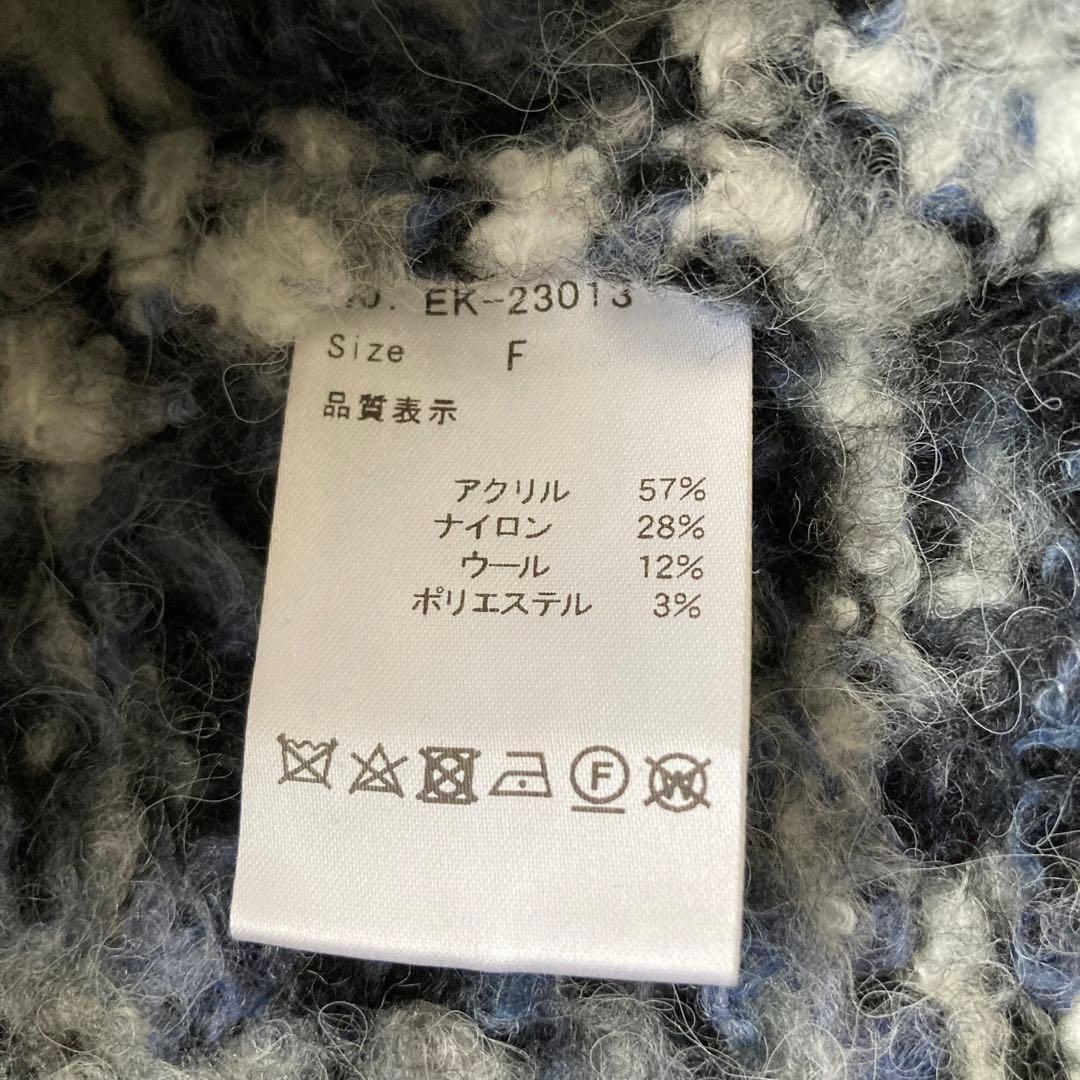 EK-23013
Size F
品質表示
アクリル 57%
ナイロン 28%
ウール 12%
ポリエステル 3%
F W